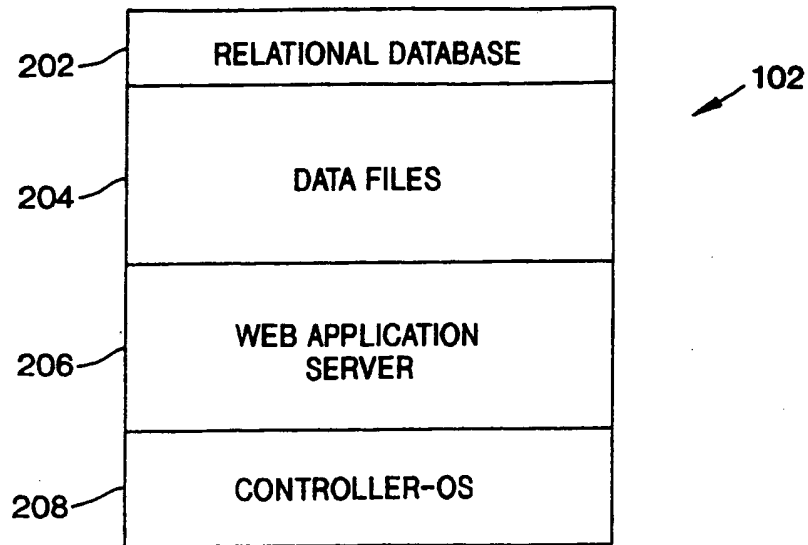 202
RELATIONAL DATABASE
102
204
DATA FILES
206
WEB APPLICATION
SERVER
208
CONTROLLER-OS